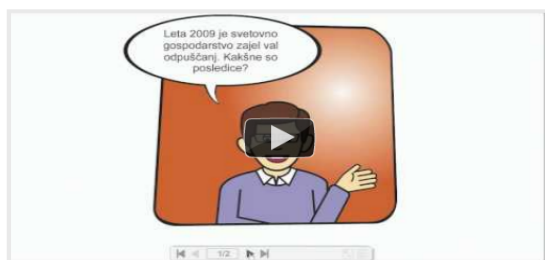 Leta 2009 je svetovno
gospodarstvo zajel val
odpuščanj. Kakšne so
posledice?
1/2